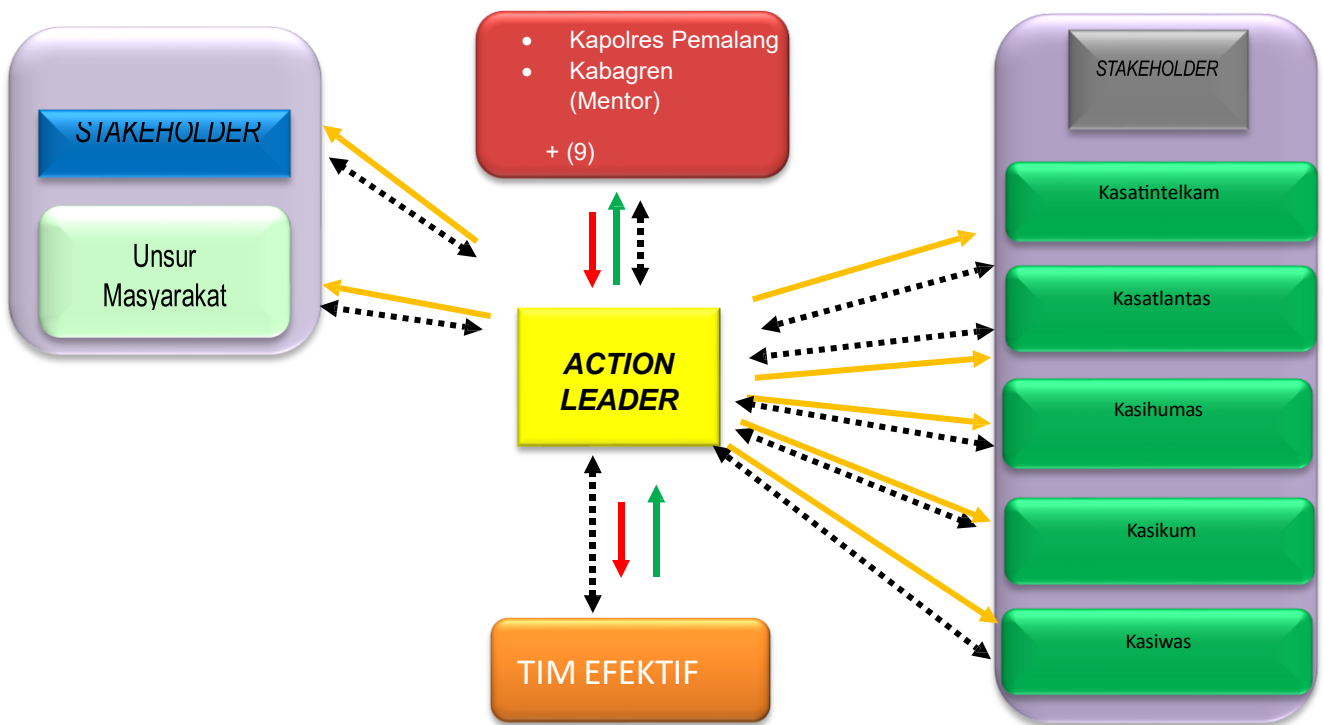 STAKEHOLDER
Unsur
Masyarakat
• Kapolres Pemalang
• Kabagren
(Mentor)
+ (9)
ACTION
LEADER
TIM EFEKTIF
STAKEHOLDER
Kasatintelkam
Kasatlantas
Kasihumas
Kasikum
Kasiwas